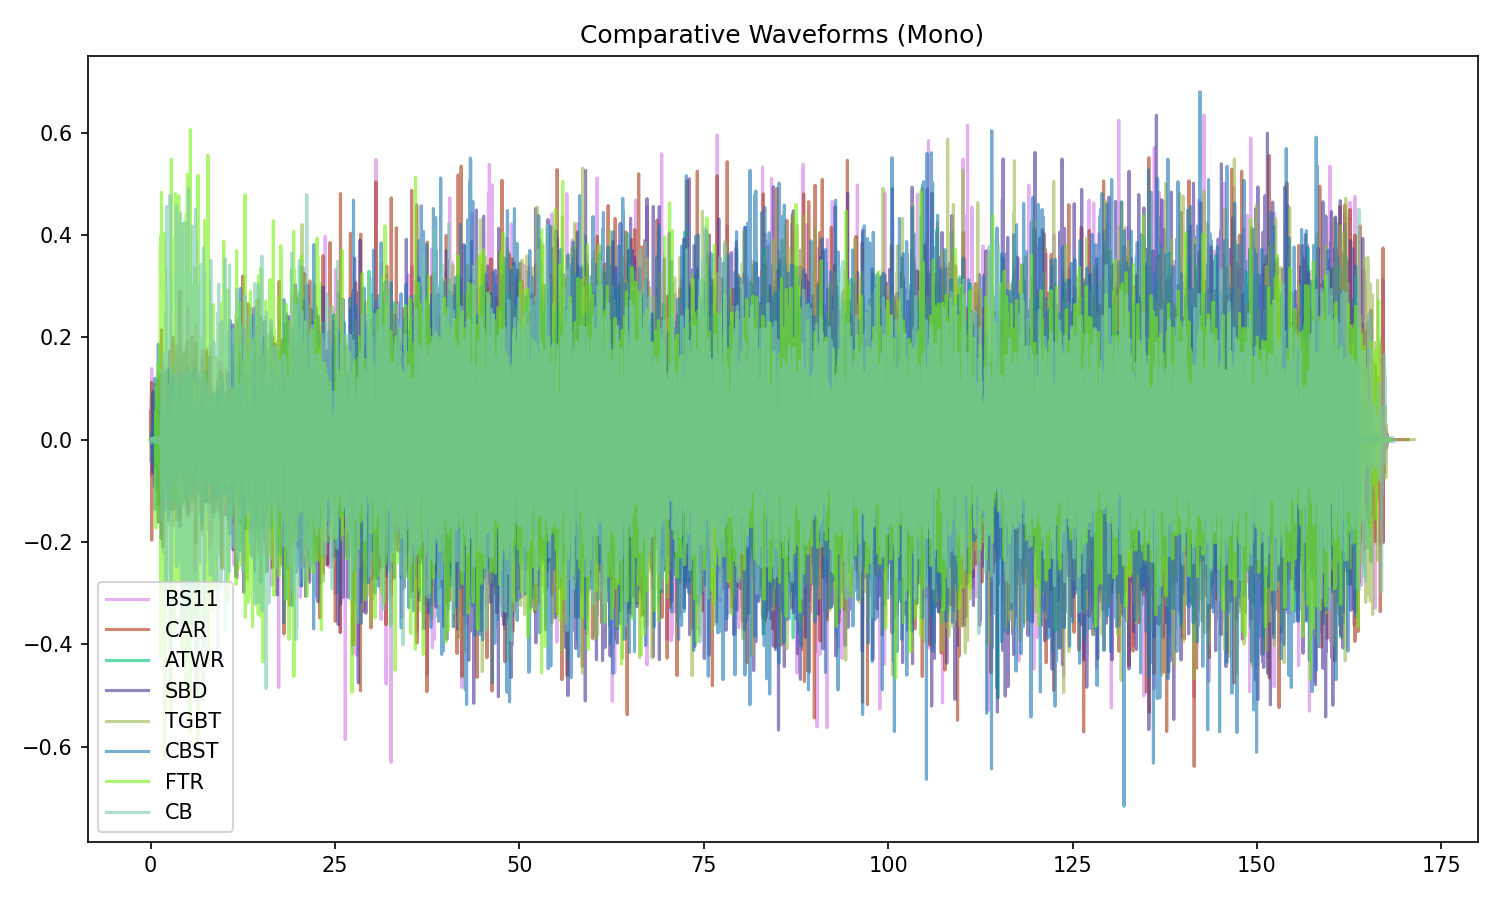 Comparative Waveforms (Mono)
0.6
0.4
0.2
0.0
−0.2
−0.4
−0.6
BS11
CAR
ATWR
SBD
TGBT
CBST
FTR
CB
0 25 50 75 100 125 150 175